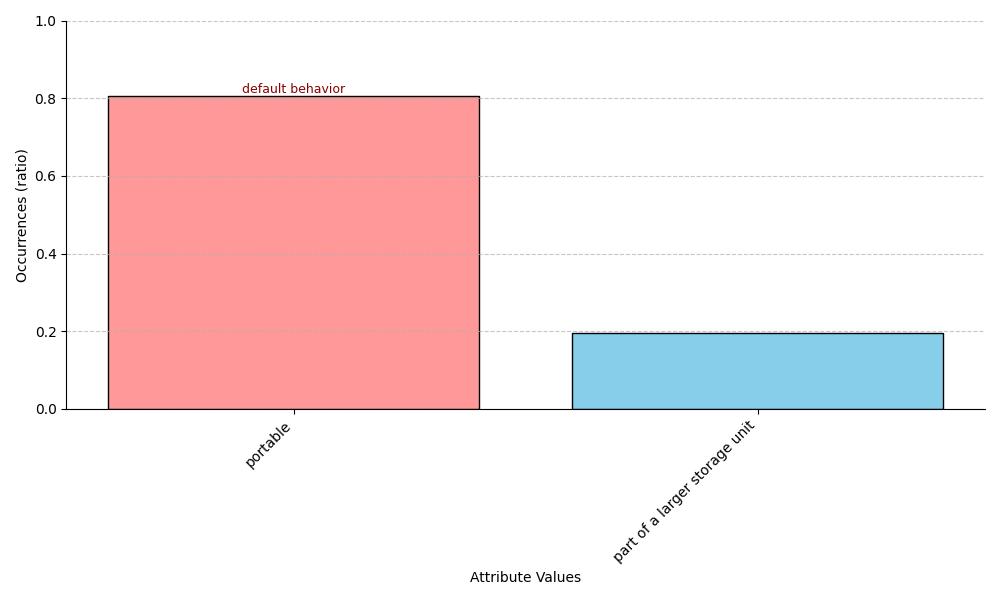 1.0
0.8
0.6
0.4
0.2
0.0
Occurrences (ratio)
default behavior
portable
part of a larger storage unit
Attribute Values